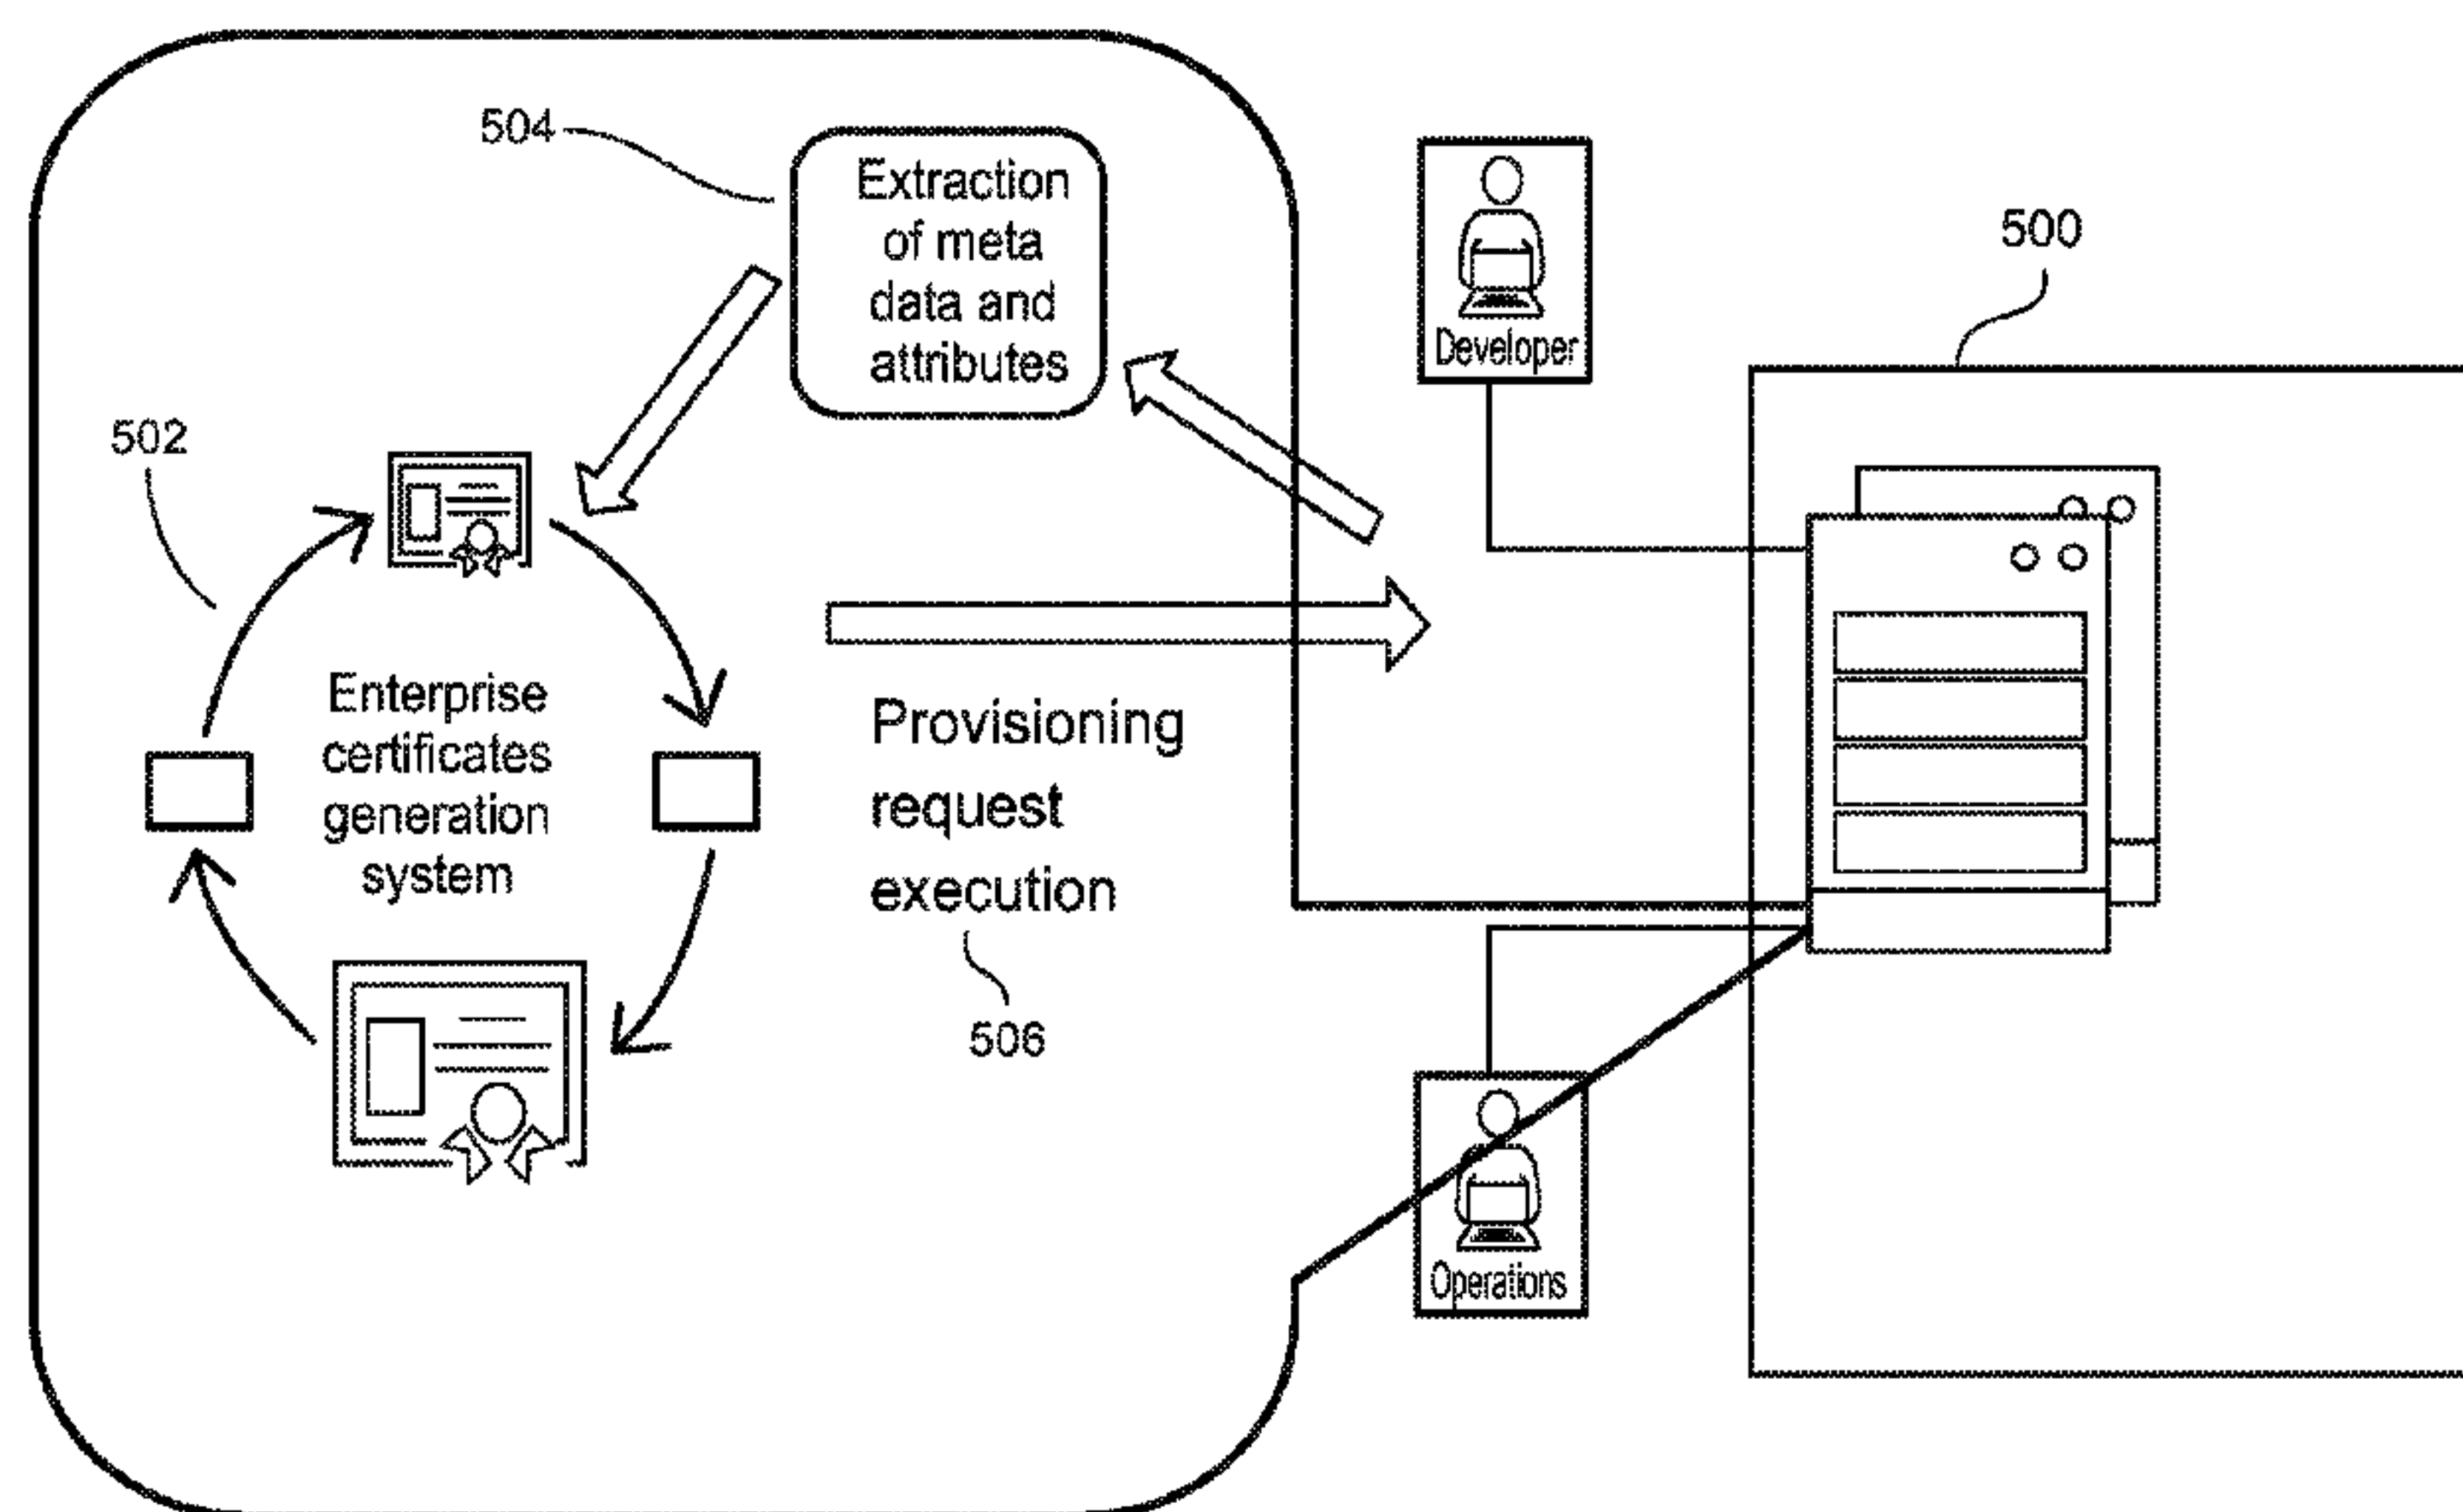 504
Extraction
of meta
data and
attributes
Developer
500
502
Enterprise
certificates
generation
system
Provisioning
request
execution
506
Operations